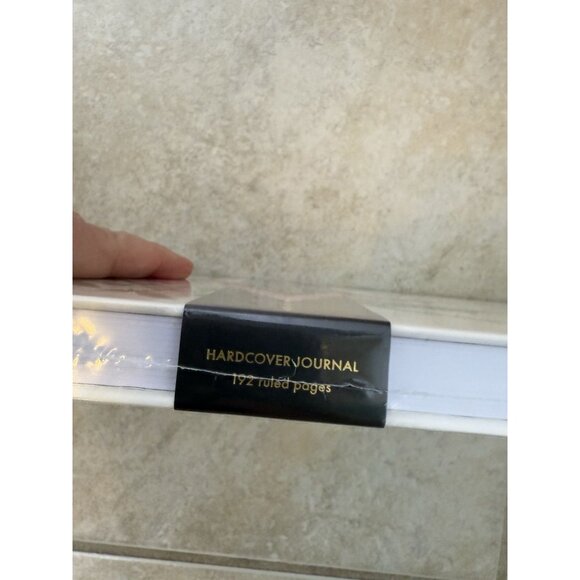 HARDCOVER JOURNAL
192 ruled pages